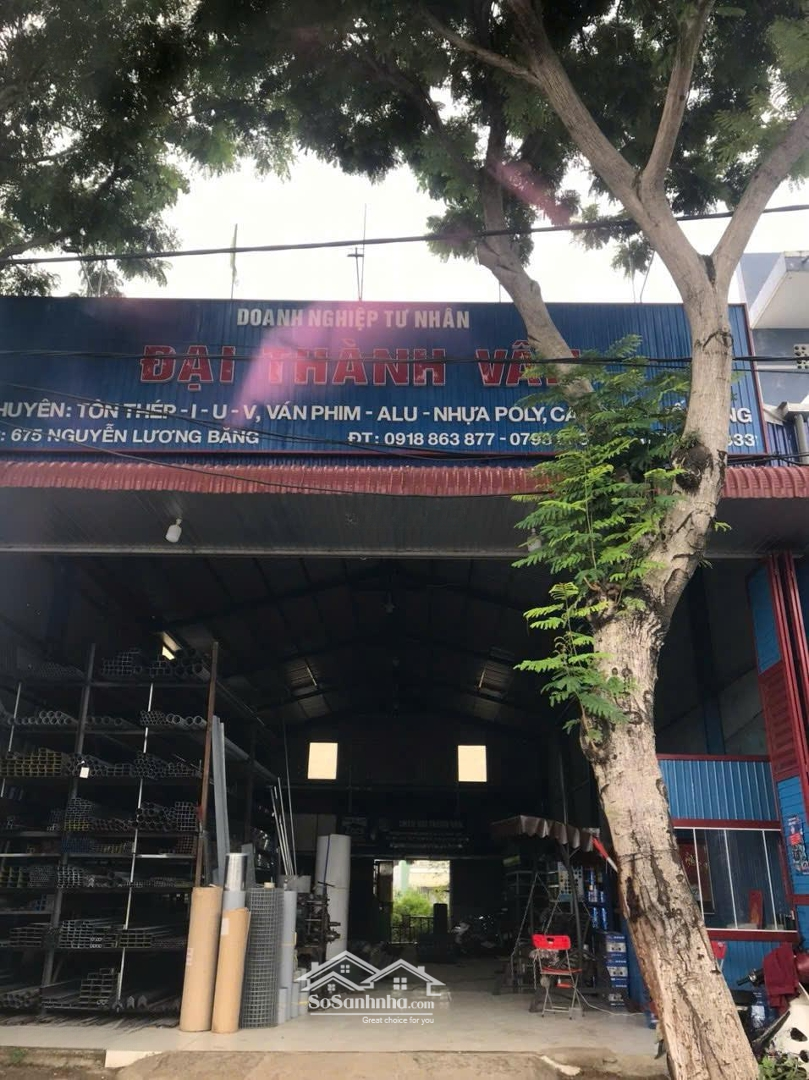 DOANH NGHIỆP TƯ NHÂN
ĐẠI THÀNH VÂN
HUYÊN: TÔN THÉP - I - U - V, VÁN PHIM - ALU - NHỰA POLY,
: 675 NGUYỄN LƯƠNG BẰNG ĐT: 0918 863 877 -
SoSanhnha.com
Great choice for you